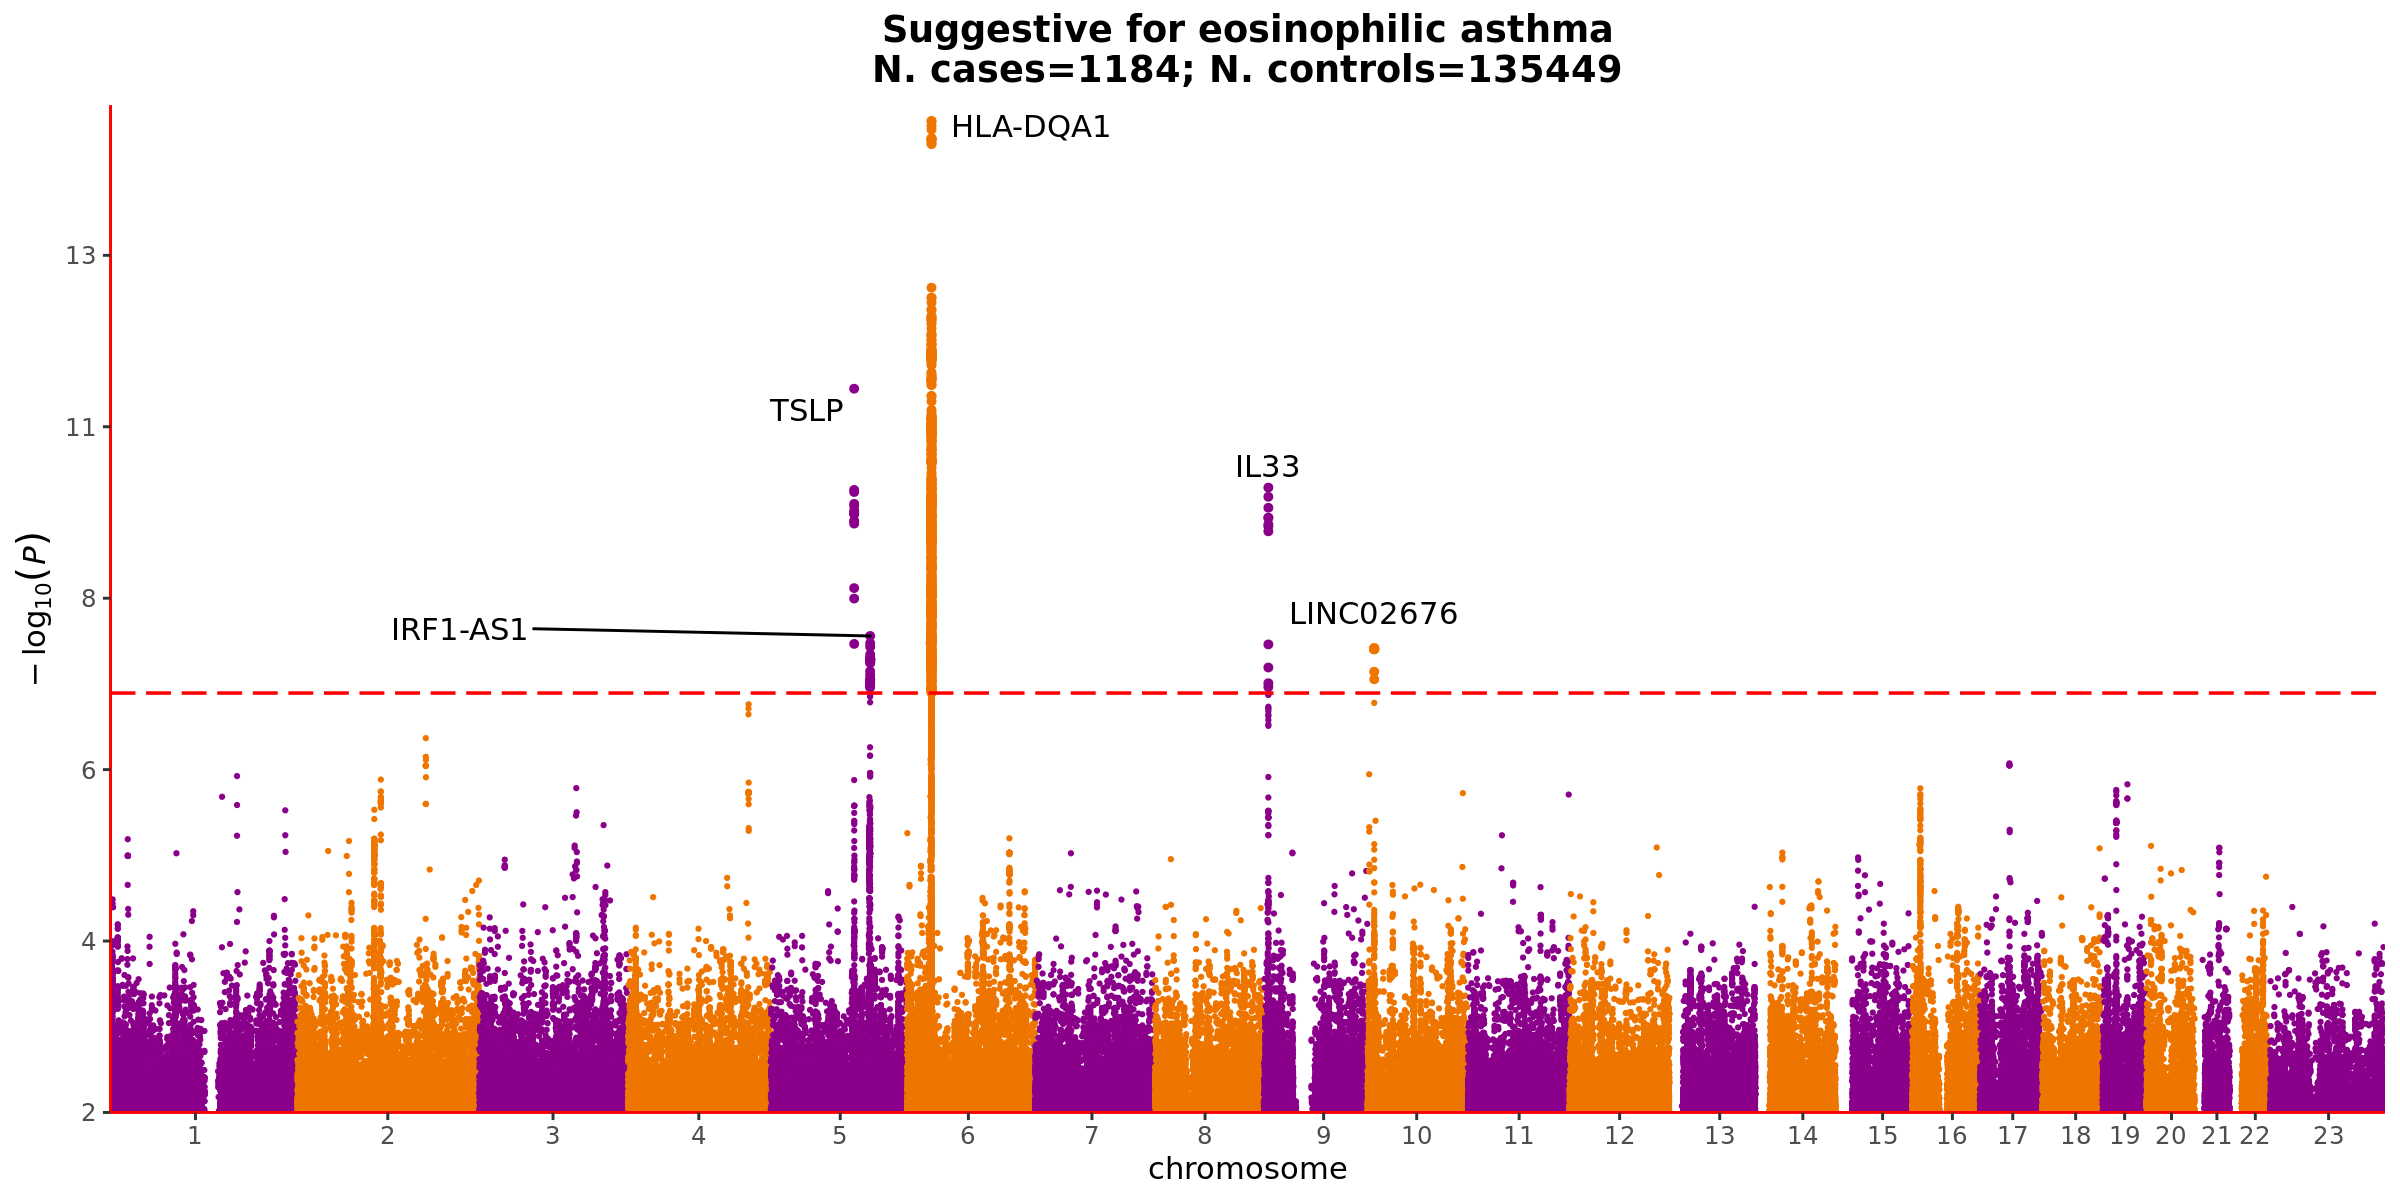 Suggestive for eosinophilic asthma
N. cases=1184; N. controls=135449
HLA-DQA1
13
TSLP
11
IL33
− log10(P)
8
LINC02676
IRF1-AS1
6
4
2
1 2 3 4 5 6 7 8 9 10 11 12 13 14 15 16 17 18 19 20 21 22 23
chromosome